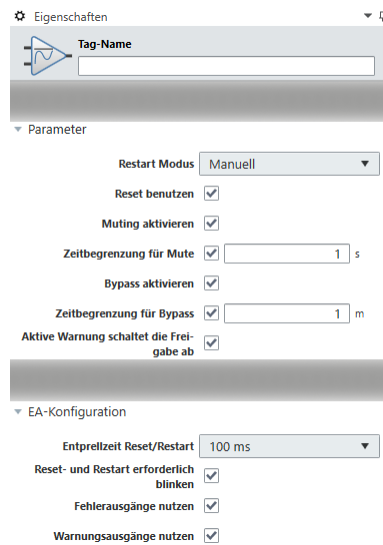 Eigenschaften
Tag-Name
Parameter
Restart Modus Manuell
Reset benutzen
Muting aktivieren
Zeitbegrenzung für Mute 1 s
Bypass aktivieren
Zeitbegrenzung für Bypass 1 m
Aktive Warnung schaltet die Frei-
gabe ab
EA-Konfiguration
Entprellzeit Reset/Restart 100 ms
Reset- und Restart erforderlich
blinken
Fehlerausgänge nutzen
Warnungsausgänge nutzen